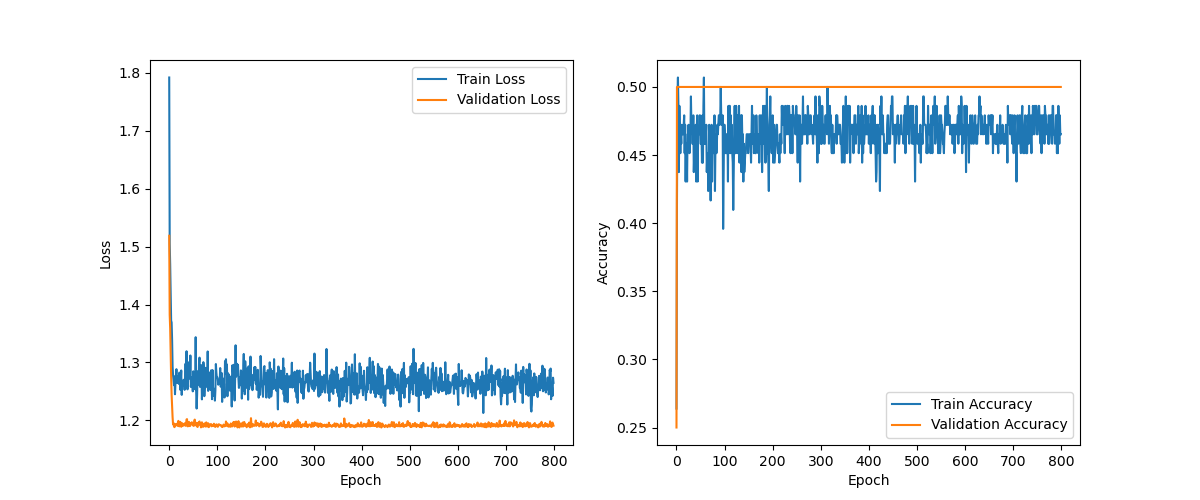 1.8
1.7
1.6
1.5
1.4
1.3
1.2
Loss
0 100 200 300 400 500 600 700 800
Epoch
Train Loss
Validation Loss
0.50
0.45
0.40
0.35
0.30
0.25
Accuracy
0 100 200 300 400 500 600 700 800
Epoch
Train Accuracy
Validation Accuracy